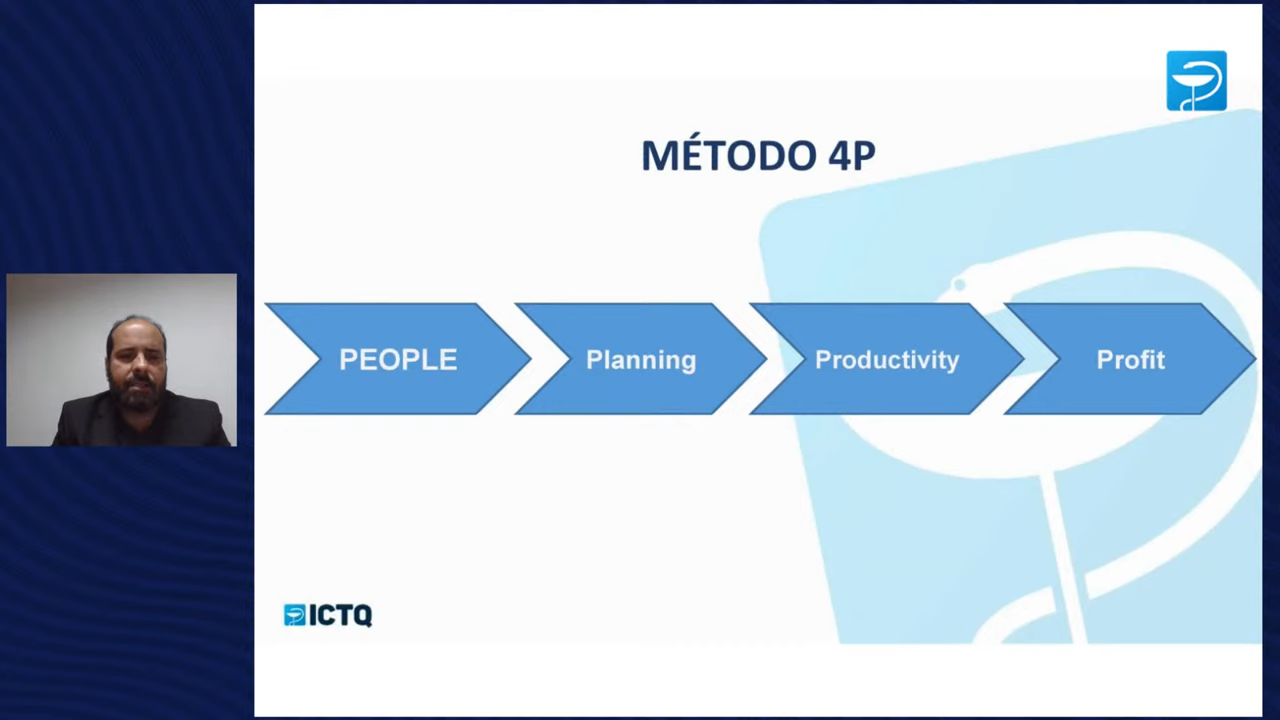 MÉTODO 4P
PEOPLE
Planning
Productivity
Profit
ICTQ